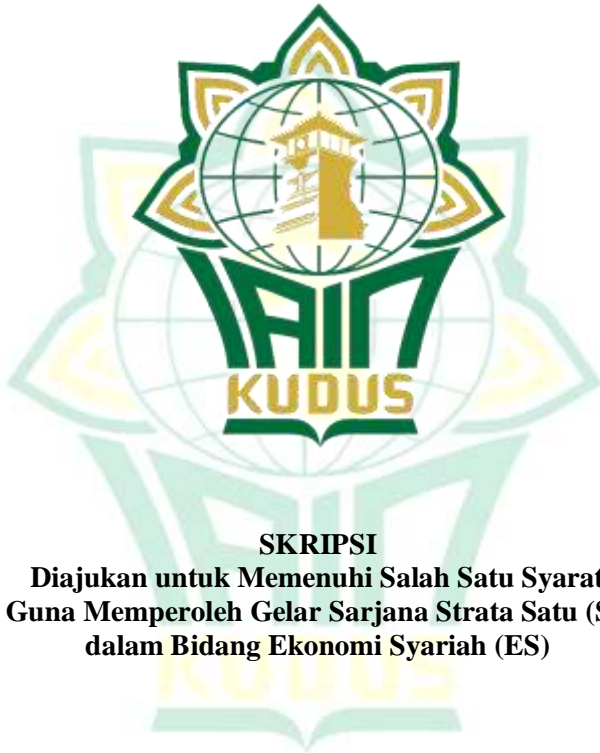 IAIN
KUDUS
SKRIPSI
Diajukan untuk Memenuhi Salah Satu Syarat
Guna Memperoleh Gelar Sarjana Strata Satu
dalam Bidang Ekonomi Syariah (ES)